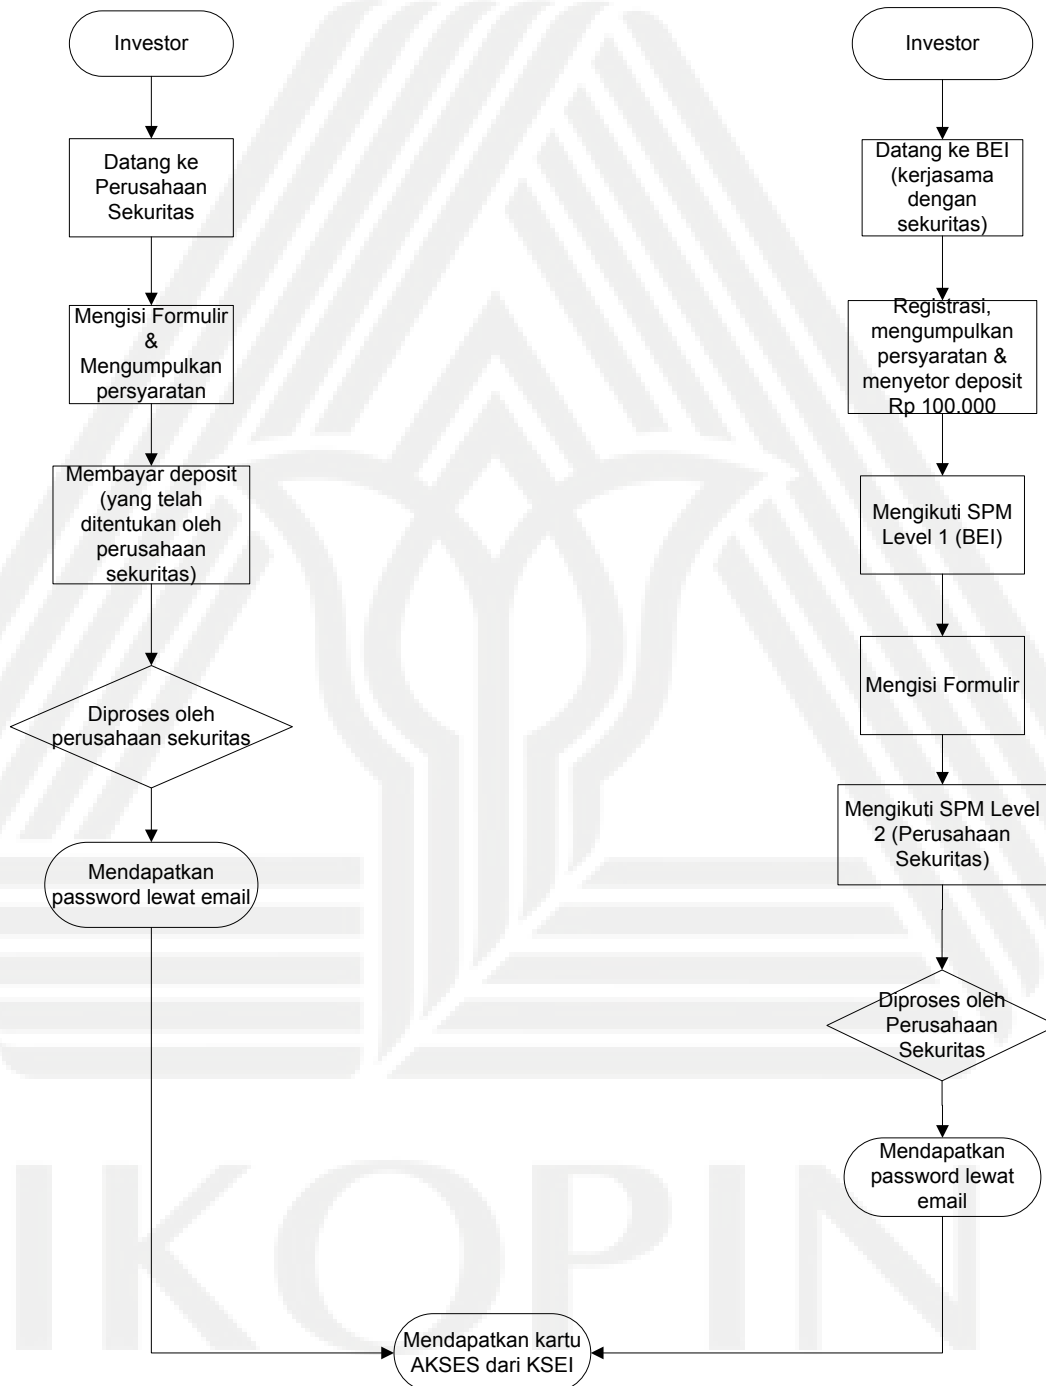 Investor
Datang ke
Perusahaan
Sekuritas
Mengisi Formulir
&
Mengumpulkan
persyaratan
Membayar deposit
(yang telah
ditentukan oleh
perusahaan
sekuritas)
Diproses oleh
perusahaan sekuritas
Mendapatkan
password lewat email
Investor
Datang ke BEI
(kerjasama
dengan
sekuritas)
Registrasi,
mengumpulkan
persyaratan &
menyetor deposit
Rp 100.000
Mengikuti SPM
Level 1 (BEI)
Mengisi Formulir
Mengikuti SPM Level
2 (Perusahaan
Sekuritas)
Diproses oleh
Perusahaan
Sekuritas
Mendapatkan
password lewat
email
Mendapatkan kartu
AKSES dari KSEI
IKOPIN